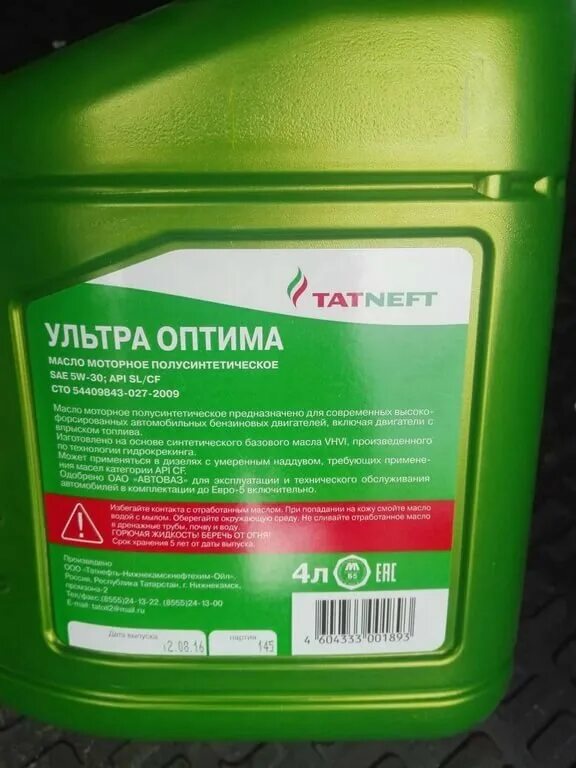 TATNEFT
УЛЬТРА ОПТИМА
МАСЛО МОТОРНОЕ ПОЛУСИНТЕТИЧЕСКОЕ
SAE 5W-30; API SL/CF
СТО 54409843-027-2009
Масло моторное полусинтетическое предназначено для современных высоко-
форсированных автомобильных бензиновых двигателей, включая двигатели с
впрыском топлива.
Изготовлено на основе синтетического базового масла VHVI, произведенного
по технологии гидрокрекинга.
Может применяться в дизелях с умеренным наддувом, требующих примене-
ния масел категории API CF.
Одобрено ОАО «АВТОВАЗ» для эксплуатации и технического обслуживания
автомобилей в комплектации до Евро-5 включительно.
Избегайте контакта с отработанным маслом. При попадании на кожу смойте масло
водой с мылом. Оберегайте окружающую среду. Не сливайте отработанное масло
в дренажные трубы, почву и воду.
ГОРЮЧАЯ ЖИДКОСТЬ! БЕРЕЧЬ ОТ ОГНЯ!
Срок хранения 5 лет от даты выпуска.
Произведено
ООО «Татнефть-Нижнекамскнефтехим-Ойл».
Россия, Республика Татарстан, г. Нижнекамск,
промзона-2
Тел/факс.(8555)24-13-22, (8555)24-13-00
E-mail: tatoil2@mail.ru
4л
65
EAC
4 604333 001893
Дата выпуска
12.08.16
партия
145